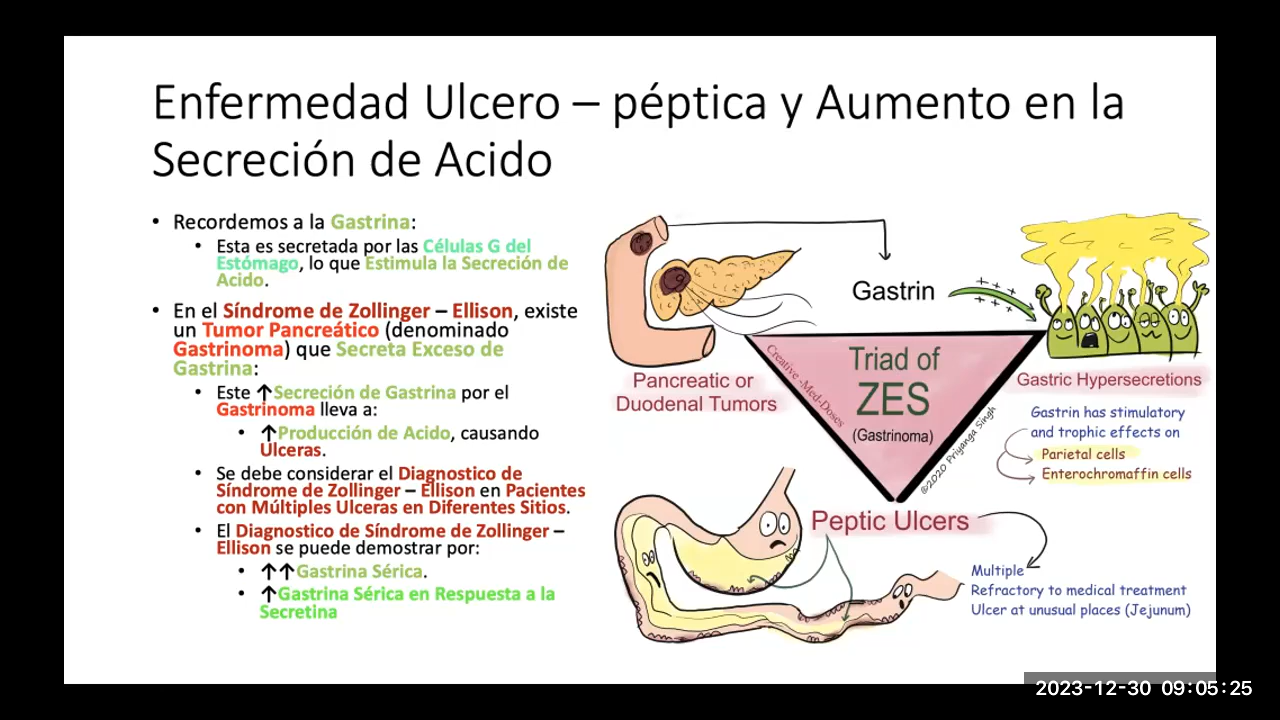 Enfermedad Ulcero – péptica y Aumento en la
Secreción de Acido
• Recordemos a la Gastrina:
• Esta es secretada por las Células G del
Estómago, lo que Estimula la Secreción de
Acido.
• En el Síndrome de Zollinger – Ellison, existe
un Tumor Pancreático (denominado
Gastrinoma) que Secreta Exceso de
Gastrina:
• Este ↑Secreción de Gastrina por el
Gastrinoma lleva a:
• ↑Producción de Acido, causando
Ulceras.
• Se debe considerar el Diagnostico de
Síndrome de Zollinger – Ellison en Pacientes
con Múltiples Ulceras en Diferentes Sitios.
• El Diagnostico de Síndrome de Zollinger –
Ellison se puede demostrar por:
• ↑↑Gastrina Sérica.
• ↑Gastrina Sérica en Respuesta a la
Secretina
Gastrin
+++
+++
Pancreatic or
Duodenal Tumors
Creative-Med-Doses
Triad of
ZES
(Gastrinoma)
©2020 Priyanga Singh
Gastric Hypersecretions
Gastrin has stimulatory
and trophic effects on
Parietal cells
Enterochromaffin cells
Peptic Ulcers
Multiple
Refractory to medical treatment
Ulcer at unusual places (Jejunum)
2023-12-30 09:05:25